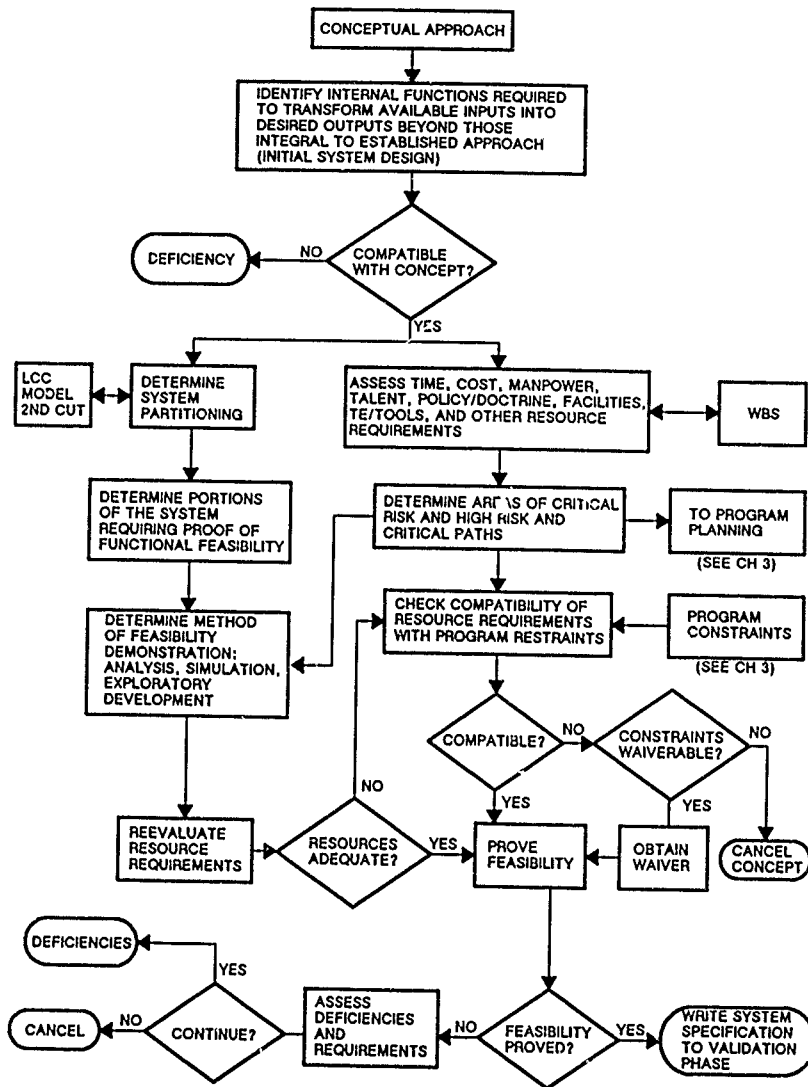 CONCEPTUAL APPROACH
IDENTIFY INTERNAL FUNCTIONS REQUIRED
TO TRANSFORM AVAILABLE INPUTS INTO
DESIRED OUTPUTS BEYOND THOSE
INTEGRAL TO ESTABLISHED APPROACH
(INITIAL SYSTEM DESIGN)
COMPATIBLE
WITH CONCEPT?
NO
DEFICIENCY
YES
LCC
MODEL
2ND CUT
DETERMINE
SYSTEM
PARTITIONING
ASSESS TIME, COST, MANPOWER,
TALENT, POLICY/DOCTRINE, FACILITIES,
TE/TOOLS, AND OTHER RESOURCE
REQUIREMENTS
WBS
DETERMINE PORTIONS
OF THE SYSTEM
REQUIRING PROOF OF
FUNCTIONAL FEASIBILITY
DETERMINE AREAS OF CRITICAL
RISK AND HIGH RISK AND
CRITICAL PATHS
TO PROGRAM
PLANNING
(SEE CH 3)
DETERMINE METHOD
OF FEASIBILITY
DEMONSTRATION;
ANALYSIS, SIMULATION,
EXPLORATORY
DEVELOPMENT
CHECK COMPATIBILITY OF
RESOURCE REQUIREMENTS
WITH PROGRAM RESTRAINTS
PROGRAM
CONSTRAINTS
(SEE CH 3)
COMPATIBLE?
NO
CONSTRAINTS
WAIVERABLE?
NO
NO
YES
YES
REEVALUATE
RESOURCE
REQUIREMENTS
RESOURCES
ADEQUATE?
YES
PROVE
FEASIBILITY
OBTAIN
WAIVER
CANCEL
CONCEPT
DEFICIENCIES
YES
CANCEL
NO
CONTINUE?
ASSESS
DEFICIENCIES
AND
REQUIREMENTS
NO
FEASIBILITY
PROVED?
YES
WRITE SYSTEM
SPECIFICATION
TO VALIDATION
PHASE